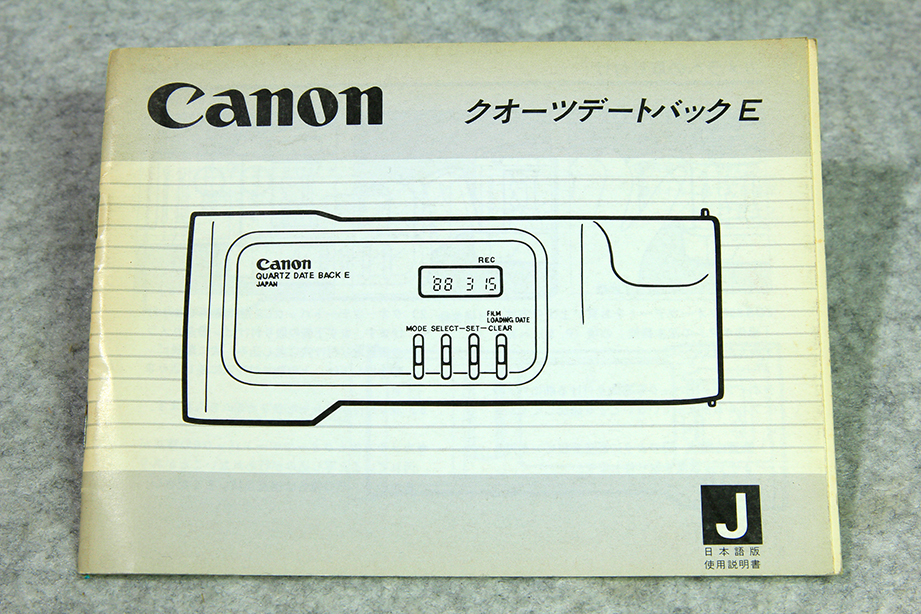 Canon
クオーツデートバックE
Canon
QUARTZ DATE BACK E
JAPAN
REC
'88 3 15
FILM
LOADING DATE
MODE SELECT–SET–CLEAR
J
日本語版
使用説明書